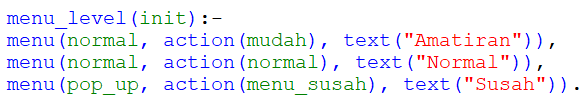 menu_level(init):-
menu(normal, action(mudah), text("Amatiran")),
menu(normal, action(normal), text("Normal")),
menu(pop_up, action(menu_susah), text("Susah")).